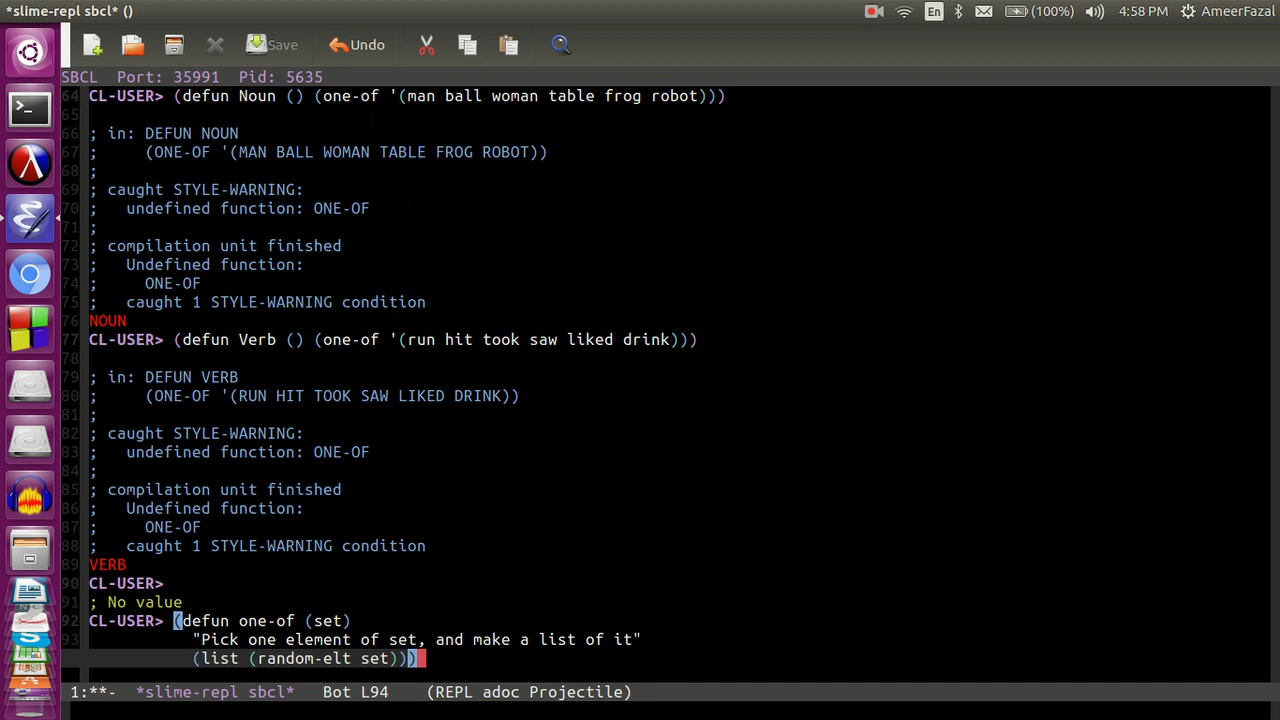 *slime-repl sbcl* ()
En
(100%)
4:58 PM
AmeerFazal
Save
Undo
SBCL  Port: 35991  Pid: 5635
64 CL-USER> (defun Noun () (one-of '(man ball woman table frog robot)))
65
66 ; in: DEFUN NOUN
67 ;     (ONE-OF '(MAN BALL WOMAN TABLE FROG ROBOT))
68 ;
69 ; caught STYLE-WARNING:
70 ;   undefined function: ONE-OF
71 ;
72 ; compilation unit finished
73 ;   Undefined function:
74 ;     ONE-OF
75 ;   caught 1 STYLE-WARNING condition
76 NOUN
77 CL-USER> (defun Verb () (one-of '(run hit took saw liked drink)))
78
79 ; in: DEFUN VERB
80 ;     (ONE-OF '(RUN HIT TOOK SAW LIKED DRINK))
81 ;
82 ; caught STYLE-WARNING:
83 ;   undefined function: ONE-OF
84 ;
85 ; compilation unit finished
86 ;   Undefined function:
87 ;     ONE-OF
88 ;   caught 1 STYLE-WARNING condition
89 VERB
90 CL-USER>
91 ; No value
92 CL-USER> (defun one-of (set)
93            "Pick one element of set, and make a list of it"
           (list (random-elt set)))
1:**-  *slime-repl sbcl*   Bot L94   (REPL adoc Projectile)